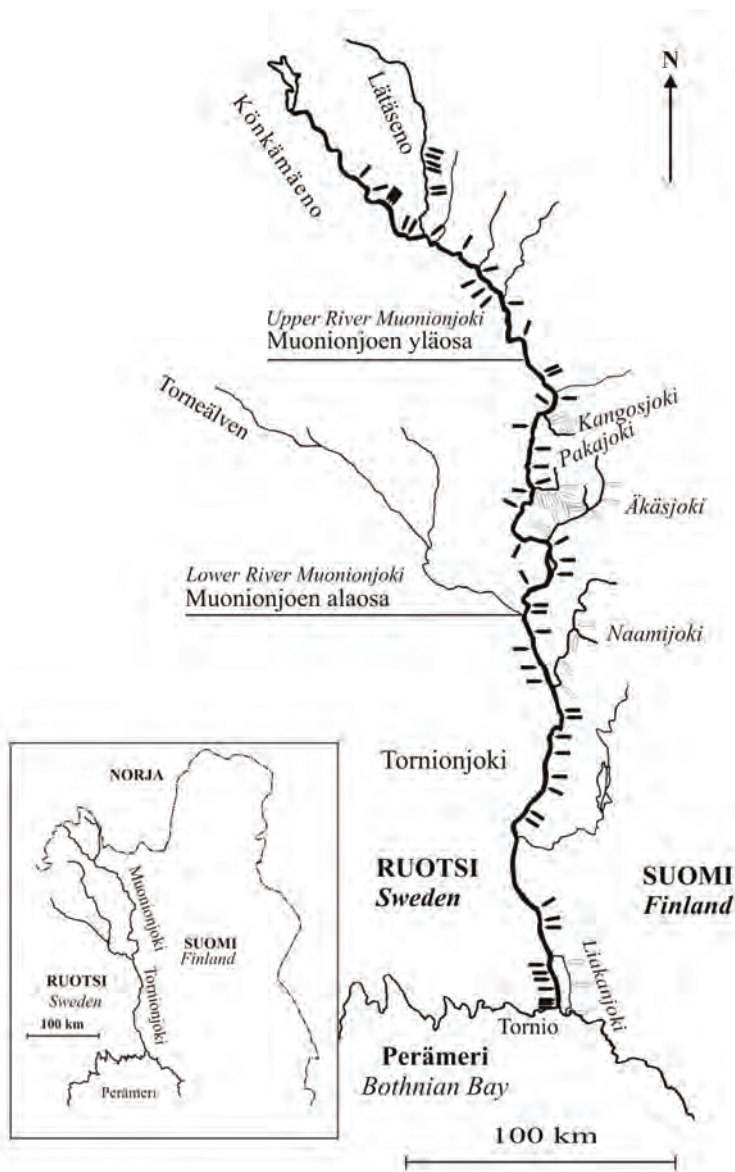 N
Lätäseno
Könkämäeno
Upper River Muonionjoki
Muonionjoen yläosa
Torneälven
Kangosjoki
Pakajoki
Äkäsjoki
Lower River Muonionjoki
Muonionjoen alaosa
Naamijoki
Tornionjoki
RUOTSI
Sweden
SUOMI
Finland
Liakanjoki
Tornio
Perämeri
Bothnian Bay
100 km
NORJA
Muonionjoki
SUOMI
Finland
RUOTSI
Sweden
Tornionjoki
100 km
Perämeri